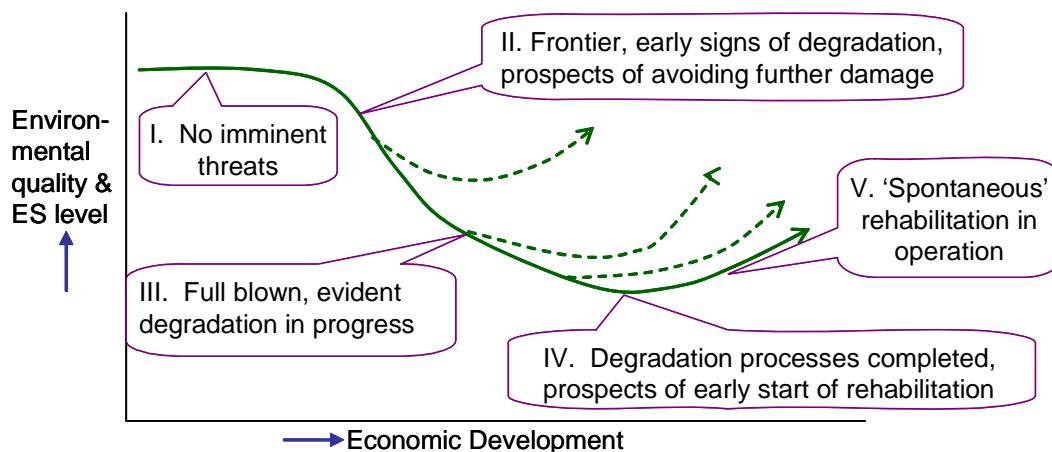 II. Frontier, early signs of degradation,
prospects of avoiding further damage
Environ-
mental
quality &
ES level
I. No imminent
threats
V. ‘Spontaneous’
rehabilitation in
operation
III. Full blown, evident
degradation in progress
IV. Degradation processes completed,
prospects of early start of rehabilitation
Economic Development